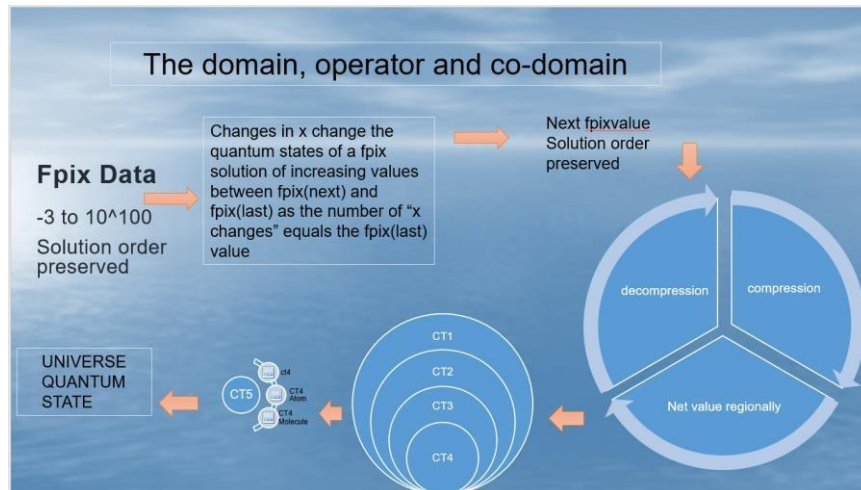 The domain, operator and co-domain
Fpix Data
-3 to 10^100
Solution order
preserved
Changes in x change the
quantum states of a fpix
solution of increasing values
between fpix(next) and
fpix(last) as the number of “x
changes” equals the fpix(last)
value
Next fpixvalue
Solution order
preserved
decompression
compression
Net value regionally
CT1
CT2
CT3
CT4
CT5
ct4
CT4
Atom
CT4
Molecule
UNIVERSE
QUANTUM
STATE